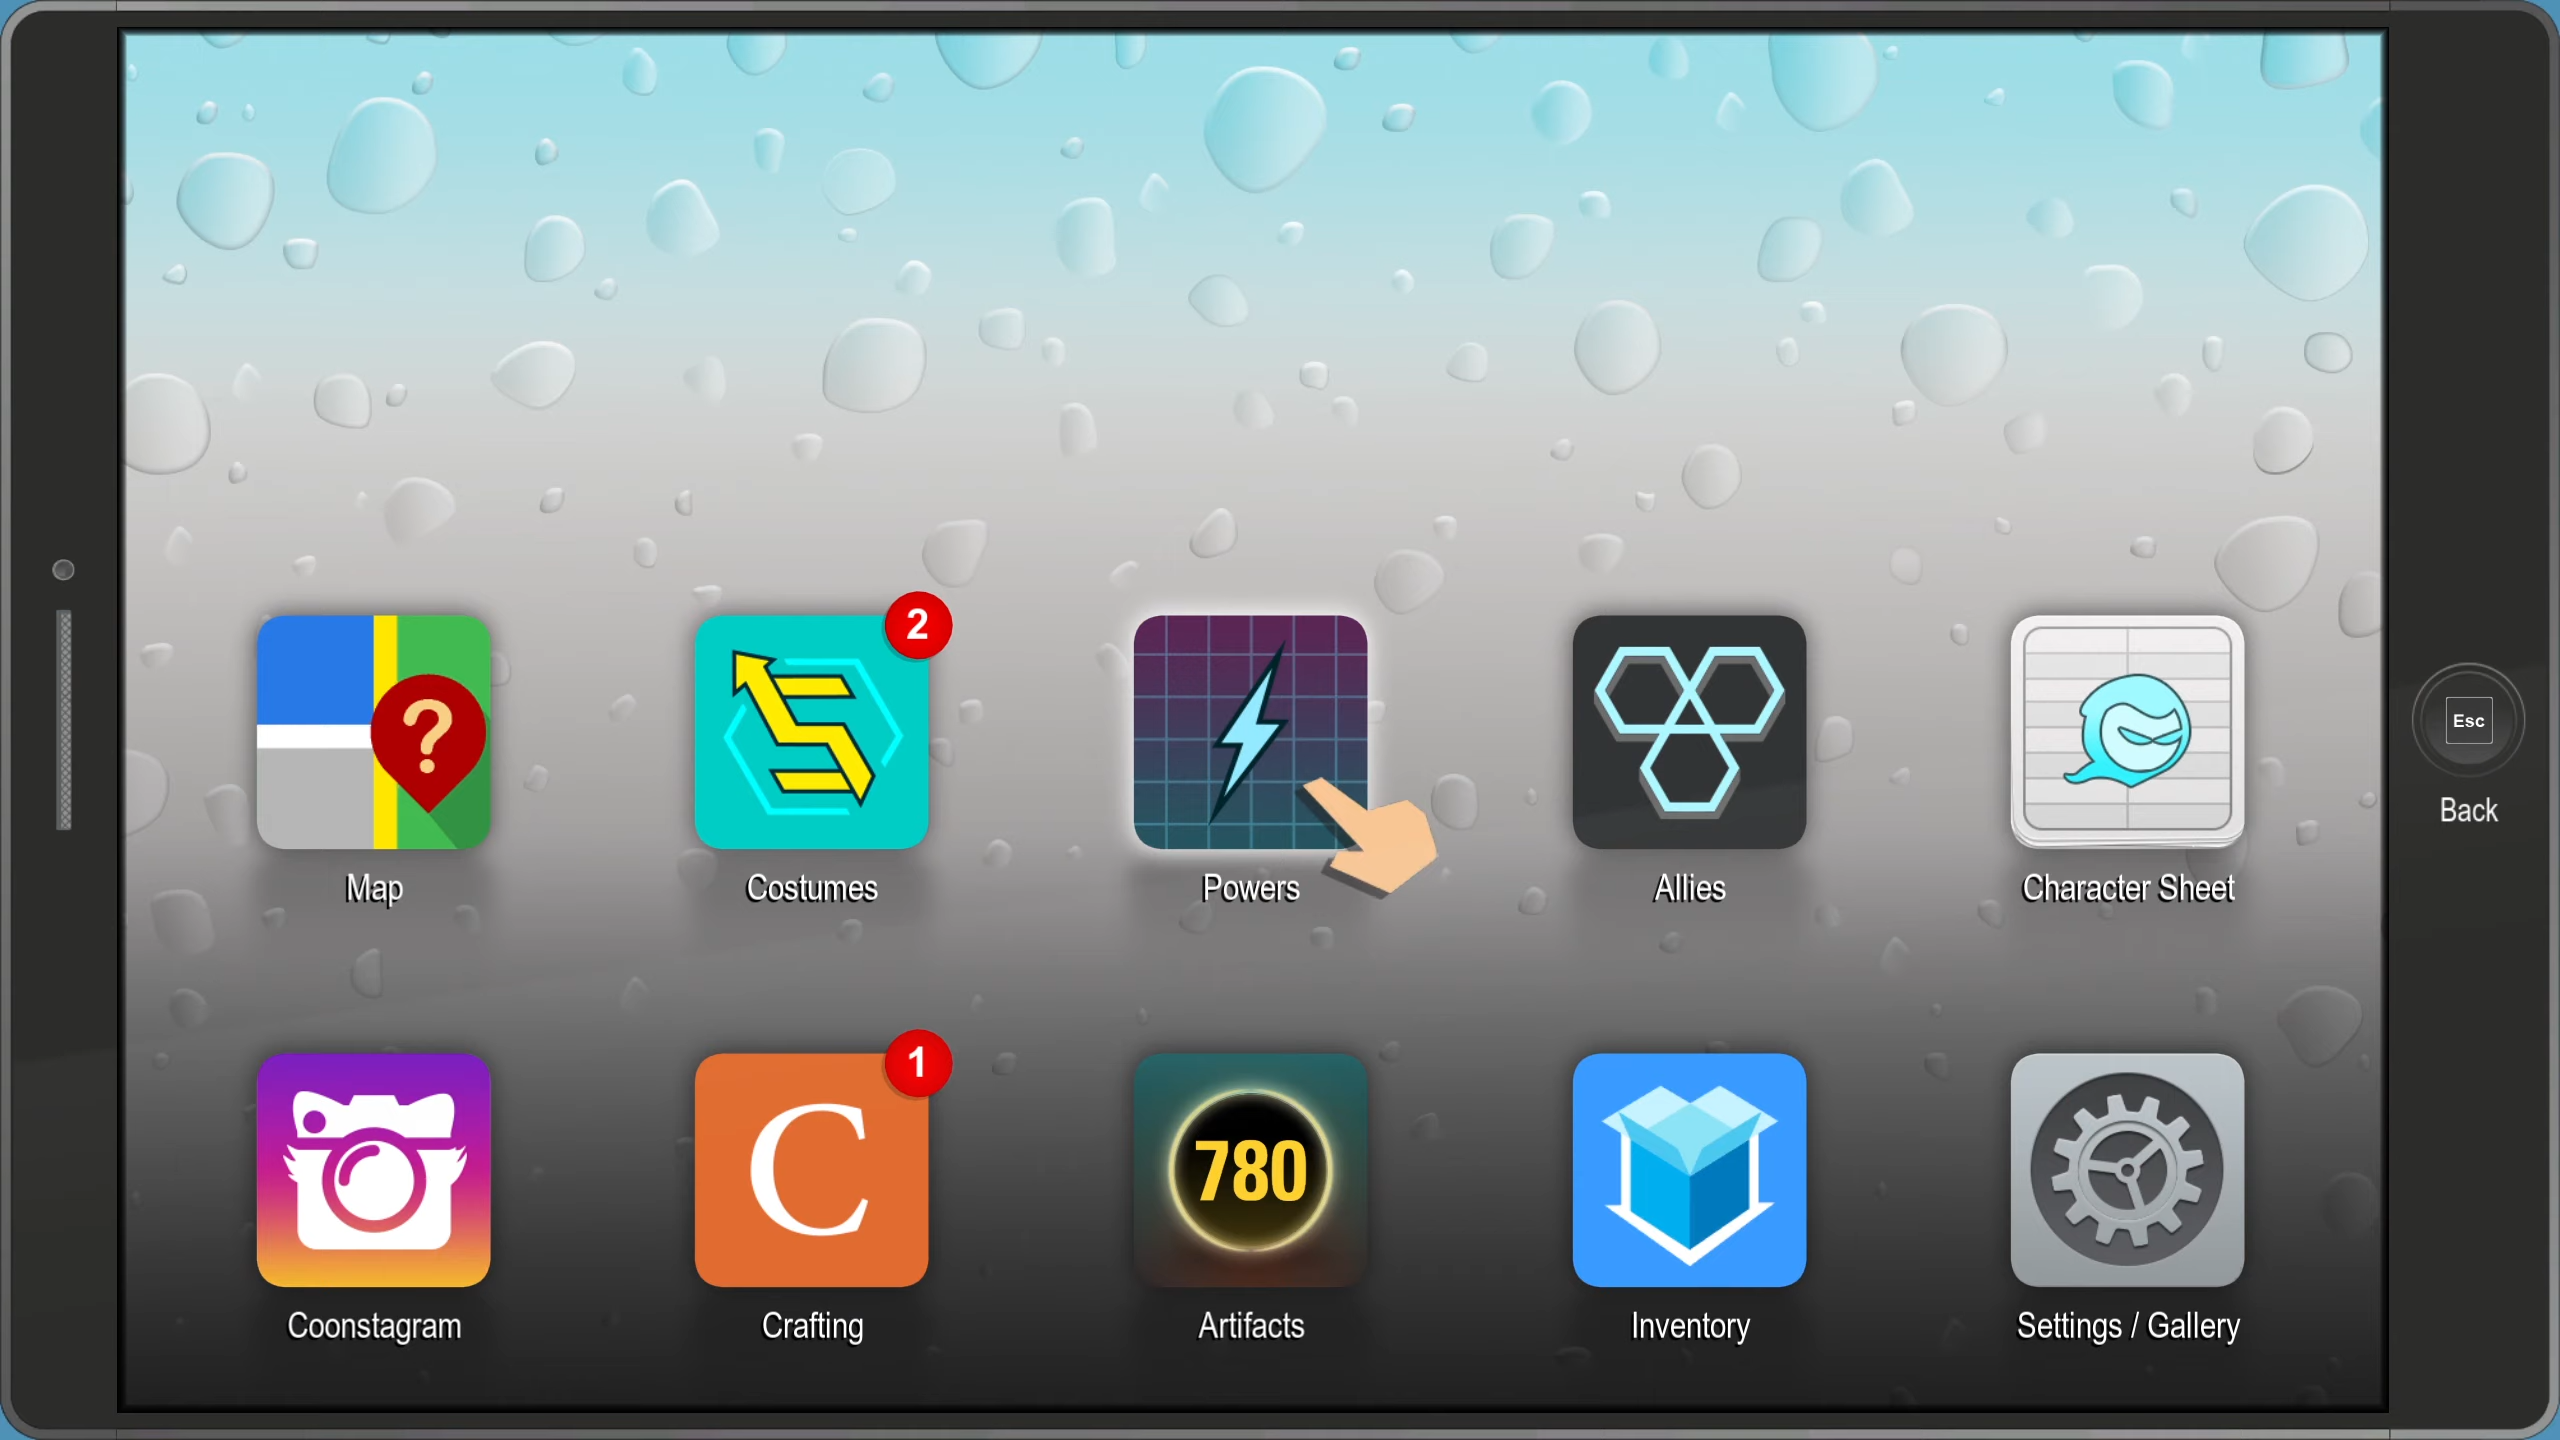 2
?
Esc
Back
Map
Costumes
Powers
Allies
Character Sheet
1
C
780
Coonstagram
Crafting
Artifacts
Inventory
Settings / Gallery